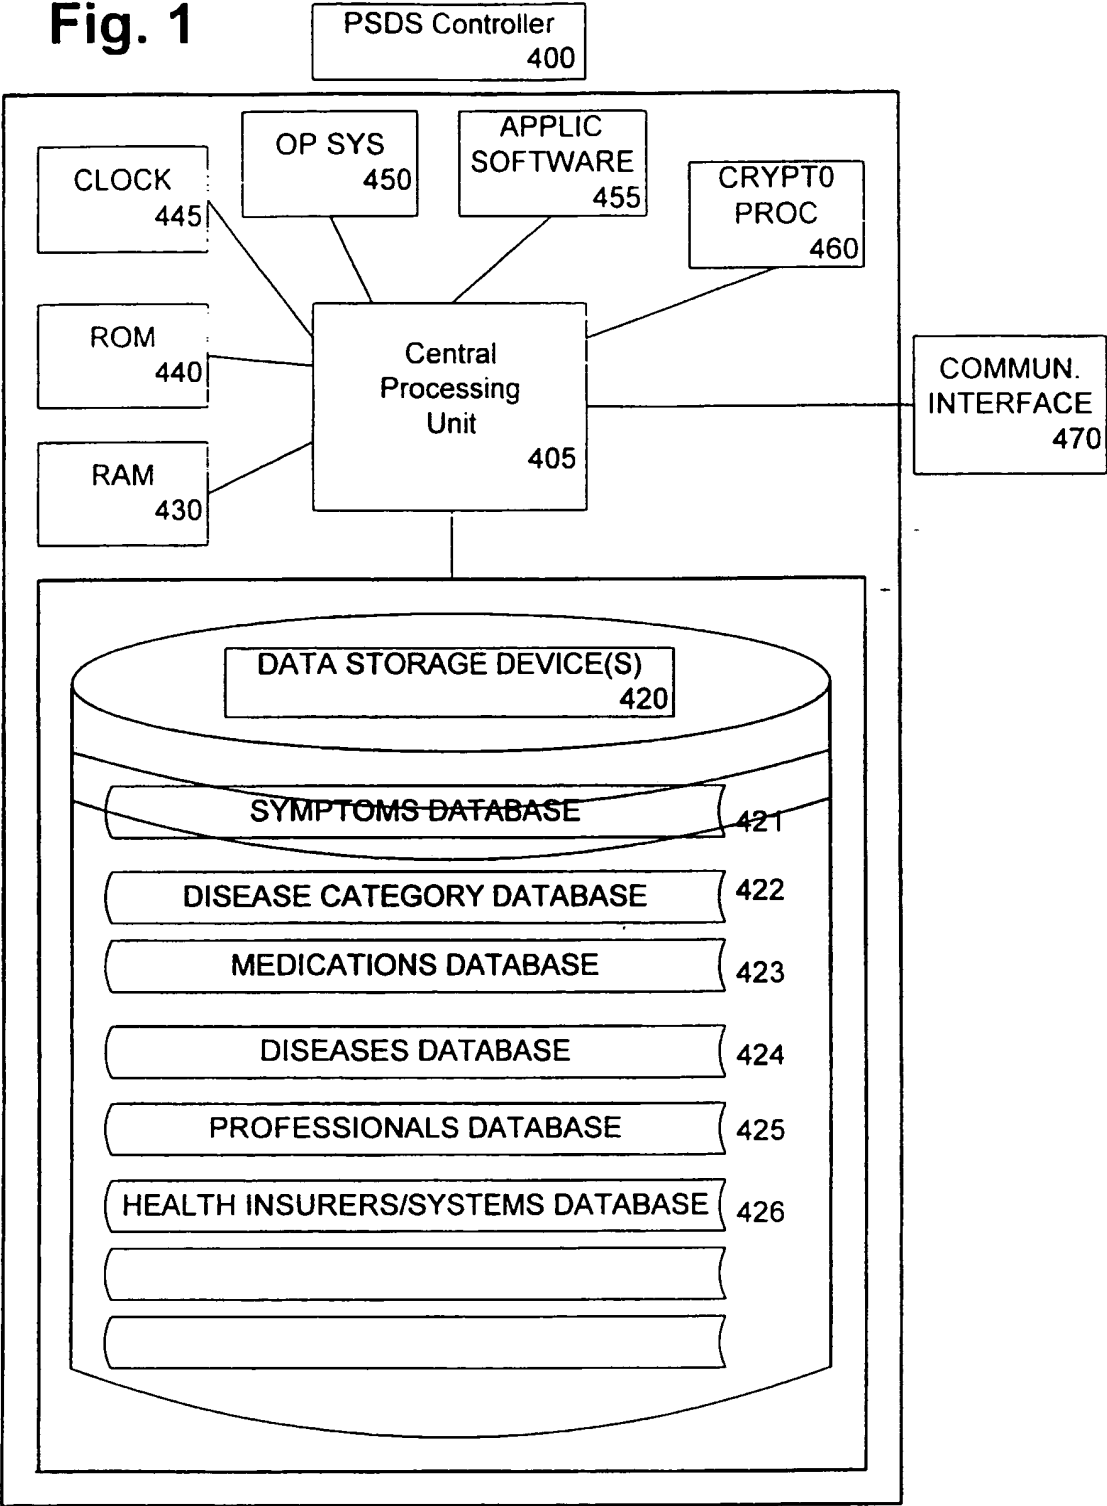 Fig. 1
PSDS Controller
400
OP SYS
450
APPLIC
SOFTWARE
455
CLOCK
445
CRYPT0
PROC
460
ROM
440
Central
Processing
Unit
405
COMMUN.
INTERFACE
470
RAM
430
DATA STORAGE DEVICE(S)
420
SYMPTOMS DATABASE
421
DISEASE CATEGORY DATABASE
422
MEDICATIONS DATABASE
423
DISEASES DATABASE
424
PROFESSIONALS DATABASE
425
HEALTH INSURERS/SYSTEMS DATABASE
426